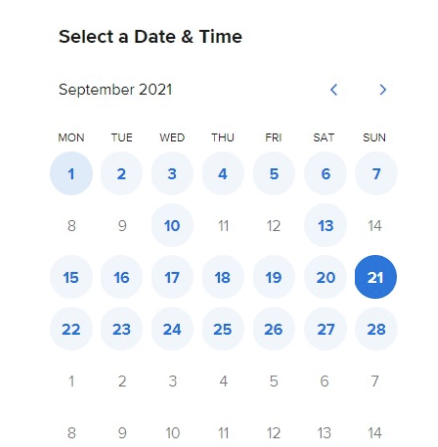 Select a Date & Time
September 2021
MON TUE WED THU FRI SAT SUN
1 2 3 4 5 6 7
8 9 10 11 12 13 14
15 16 17 18 19 20 21
22 23 24 25 26 27 28
1 2 3 4 5 6 7
8 9 10 11 12 13 14